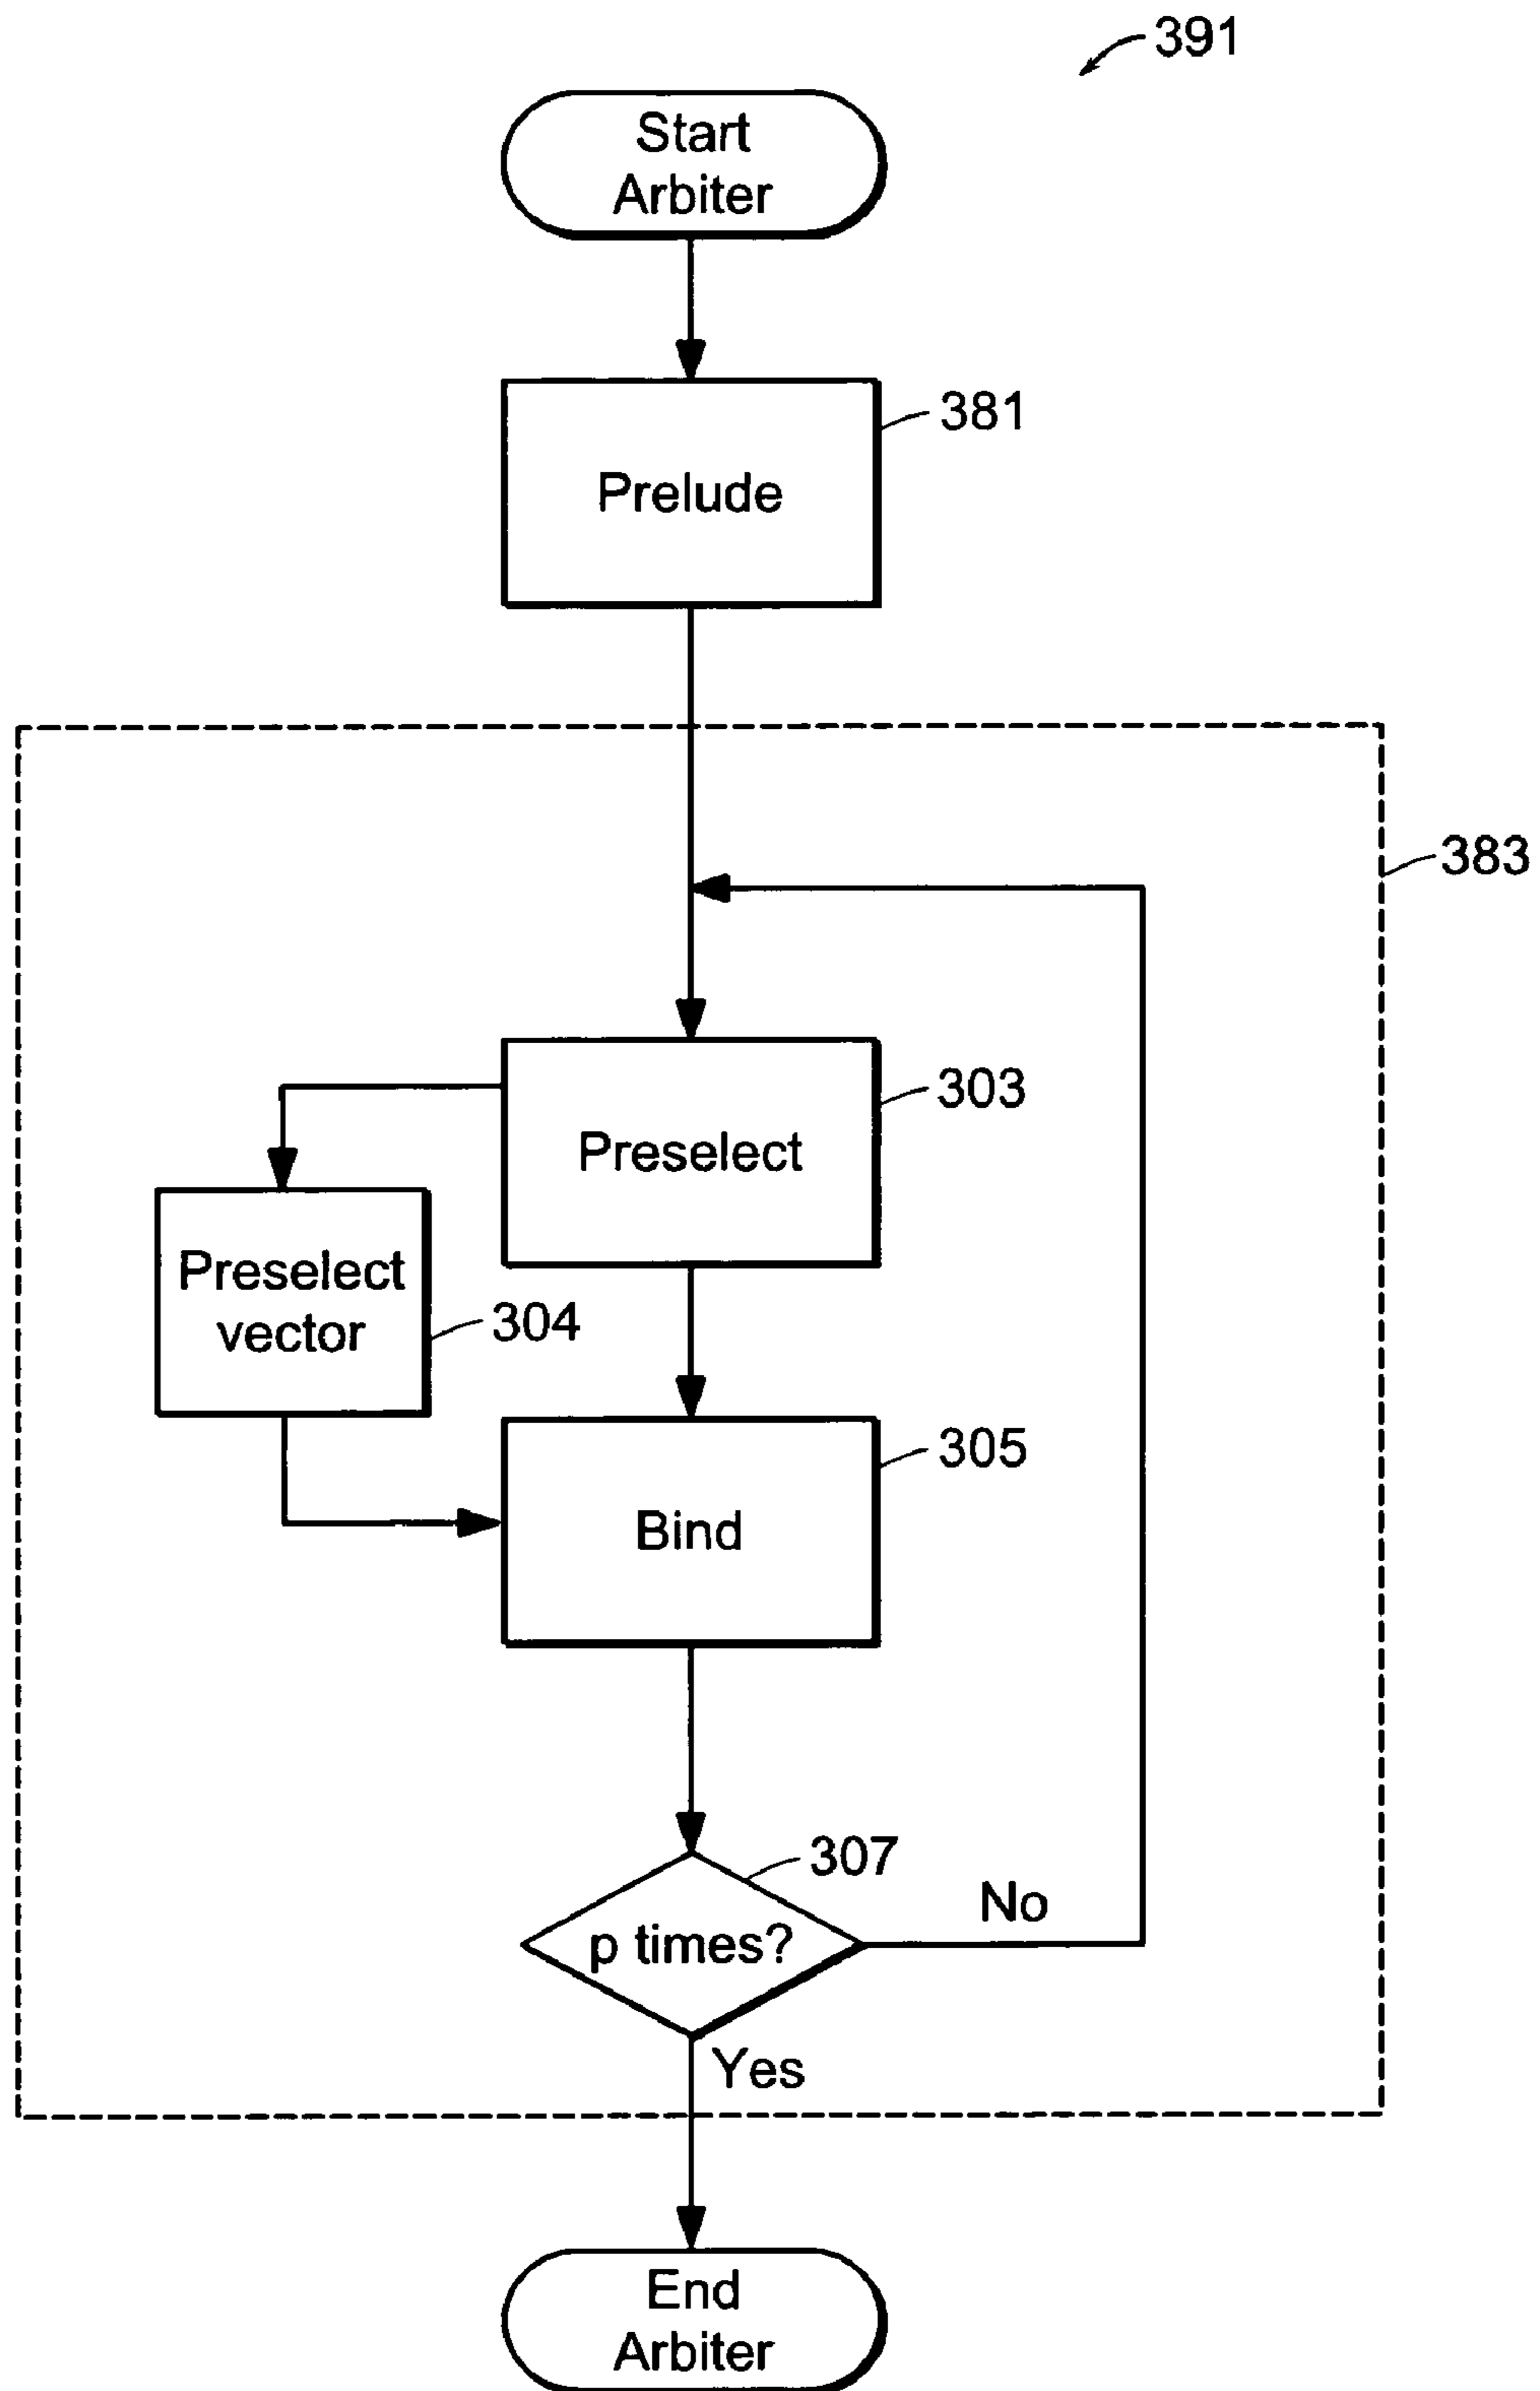 391
Start
Arbiter
381
Prelude
383
303
Preselect
Preselect
vector
304
305
Bind
307
p times?
No
Yes
End
Arbiter